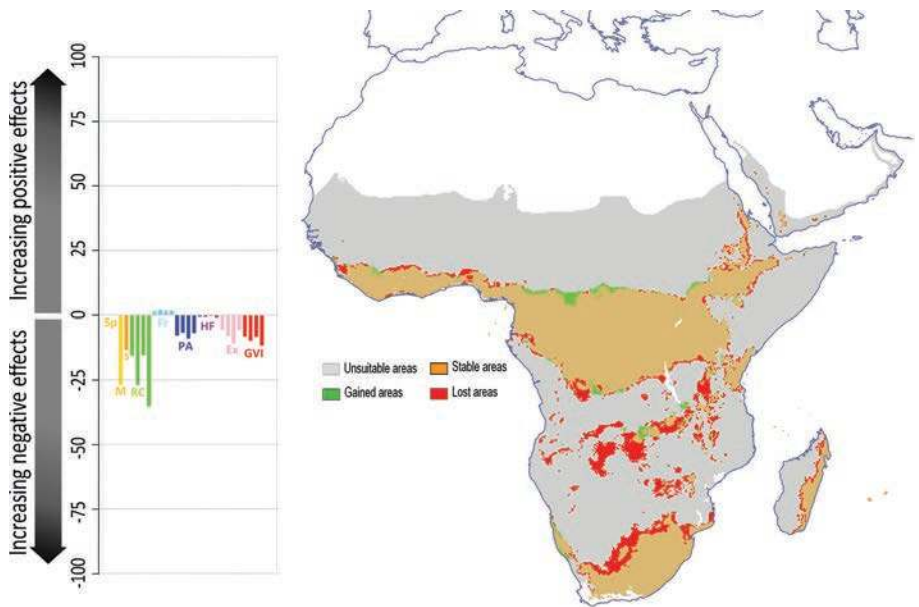 Increasing positive effects
Increasing negative effects
100
75
50
25
0
-25
-50
-75
-100
Sp
M
S
RC
Fr
PA
HF
Ex
GVI
Unsuitable areas
Stable areas
Gained areas
Lost areas